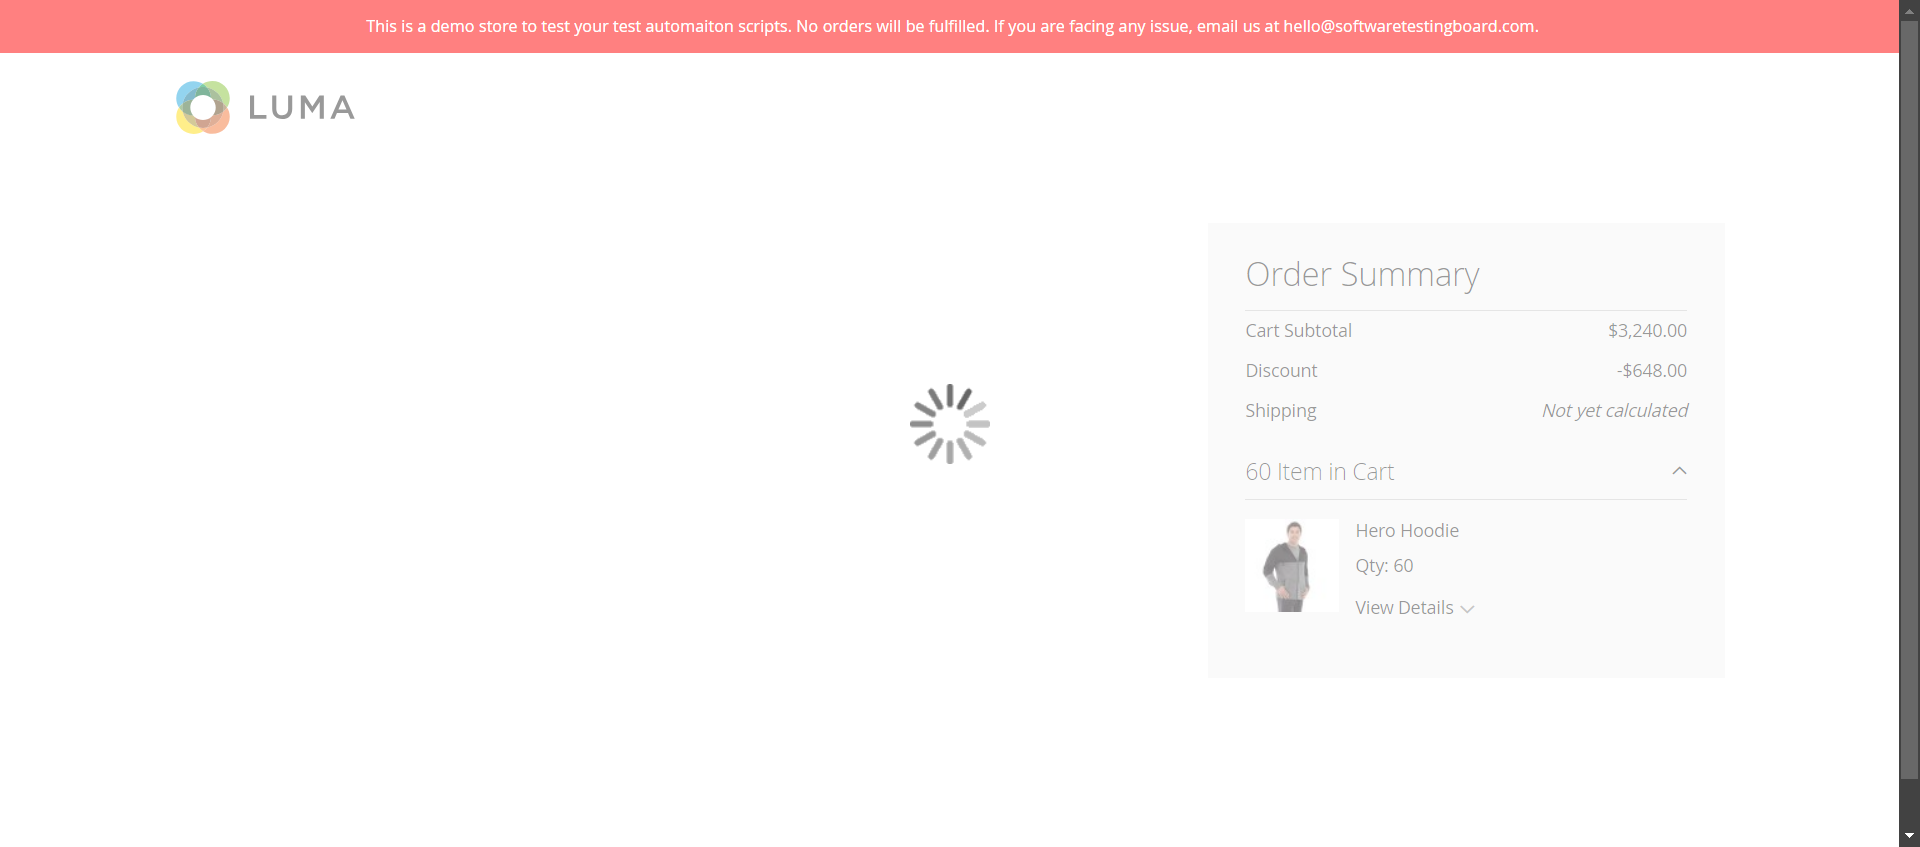 This is a demo store to test your test automaiton scripts. No orders will be fulfilled. If you are facing any issue, email us at hello@softwaretestingboard.com.
LUMA
Order Summary
Cart Subtotal $3,240.00
Discount -$648.00
Shipping Not yet calculated
60 Item in Cart
Hero Hoodie
Qty: 60
View Details